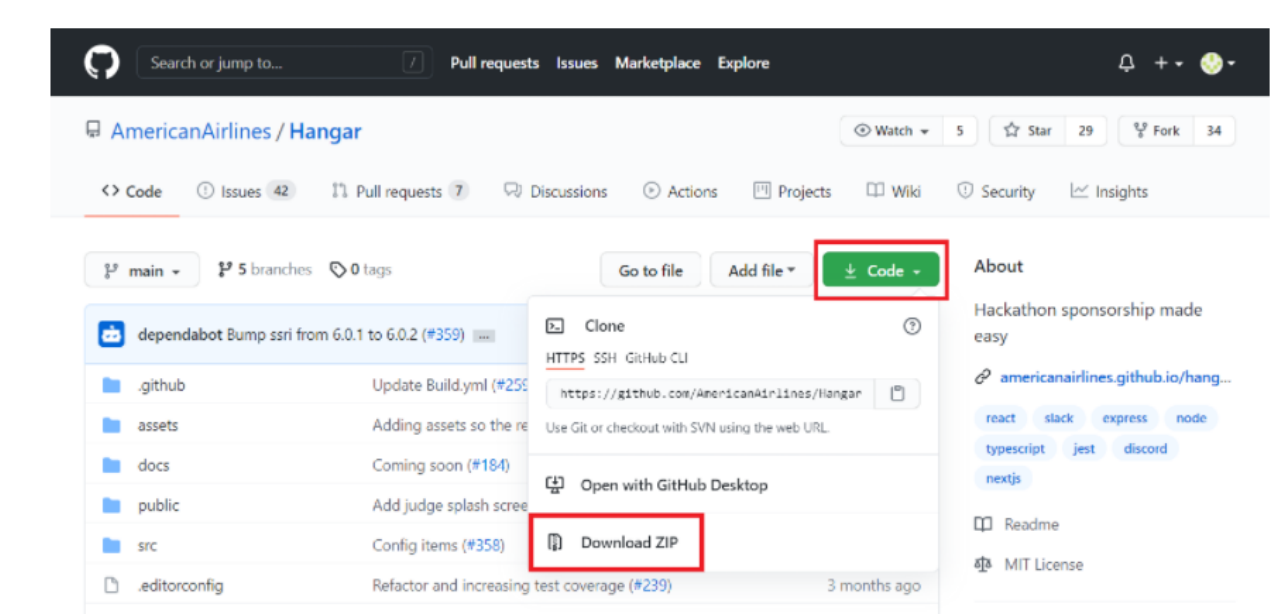 Search or jump to... / Pull requests Issues Marketplace Explore
AmericanAirlines / Hangar Watch 5 Star 29 Fork 34
Code Issues 42 Pull requests 7 Discussions Actions Projects Wiki Security Insights
main 5 branches 0 tags Go to file Add file Code
dependabot Bump ssri from 6.0.1 to 6.0.2 (#359) ...
.github Update Build.yml (#259
assets Adding assets so the re
docs Coming soon (#184)
public Add judge splash scree
src Config items (#358)
.editorconfig Refactor and increasing test coverage (#239) 3 months ago
Clone
HTTPS SSH GitHub CLI
https://github.com/AmericanAirlines/Hangar
Use Git or checkout with SVN using the web URL.
Open with GitHub Desktop
Download ZIP
About
Hackathon sponsorship made
easy
americanairlines.github.io/hang...
react slack express node
typescript jest discord
nextjs
Readme
MIT License